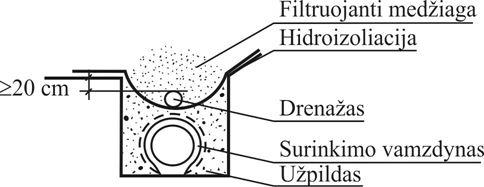 Filtruojanti medžiaga
Hidroizoliacija
≥20 cm
Drenažas
Surinkimo vamzdynas
Užpildas